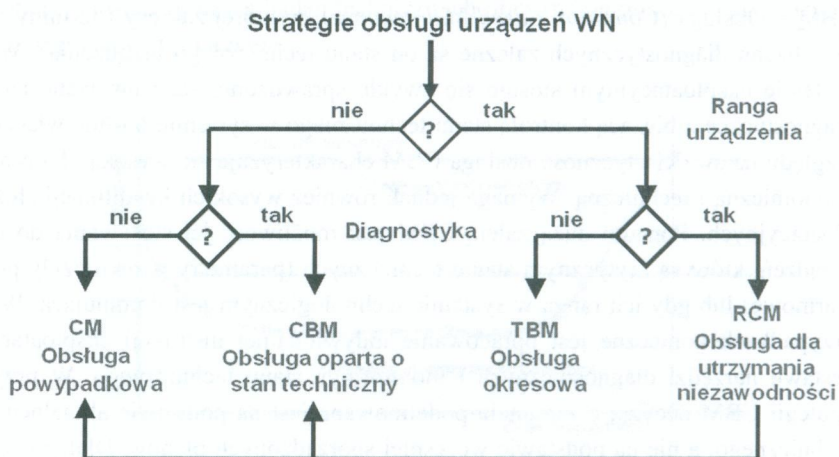 Strategie obsługi urządzeń WN
nie
tak
?
Ranga
urządzenia
nie
tak
?
Diagnostyka
nie
tak
?
CM
Obsługa
powypadkowa
CBM
Obsługa oparta o
stan techniczny
TBM
Obsługa
okresowa
RCM
Obsługa dla
utrzymania
niezawodności